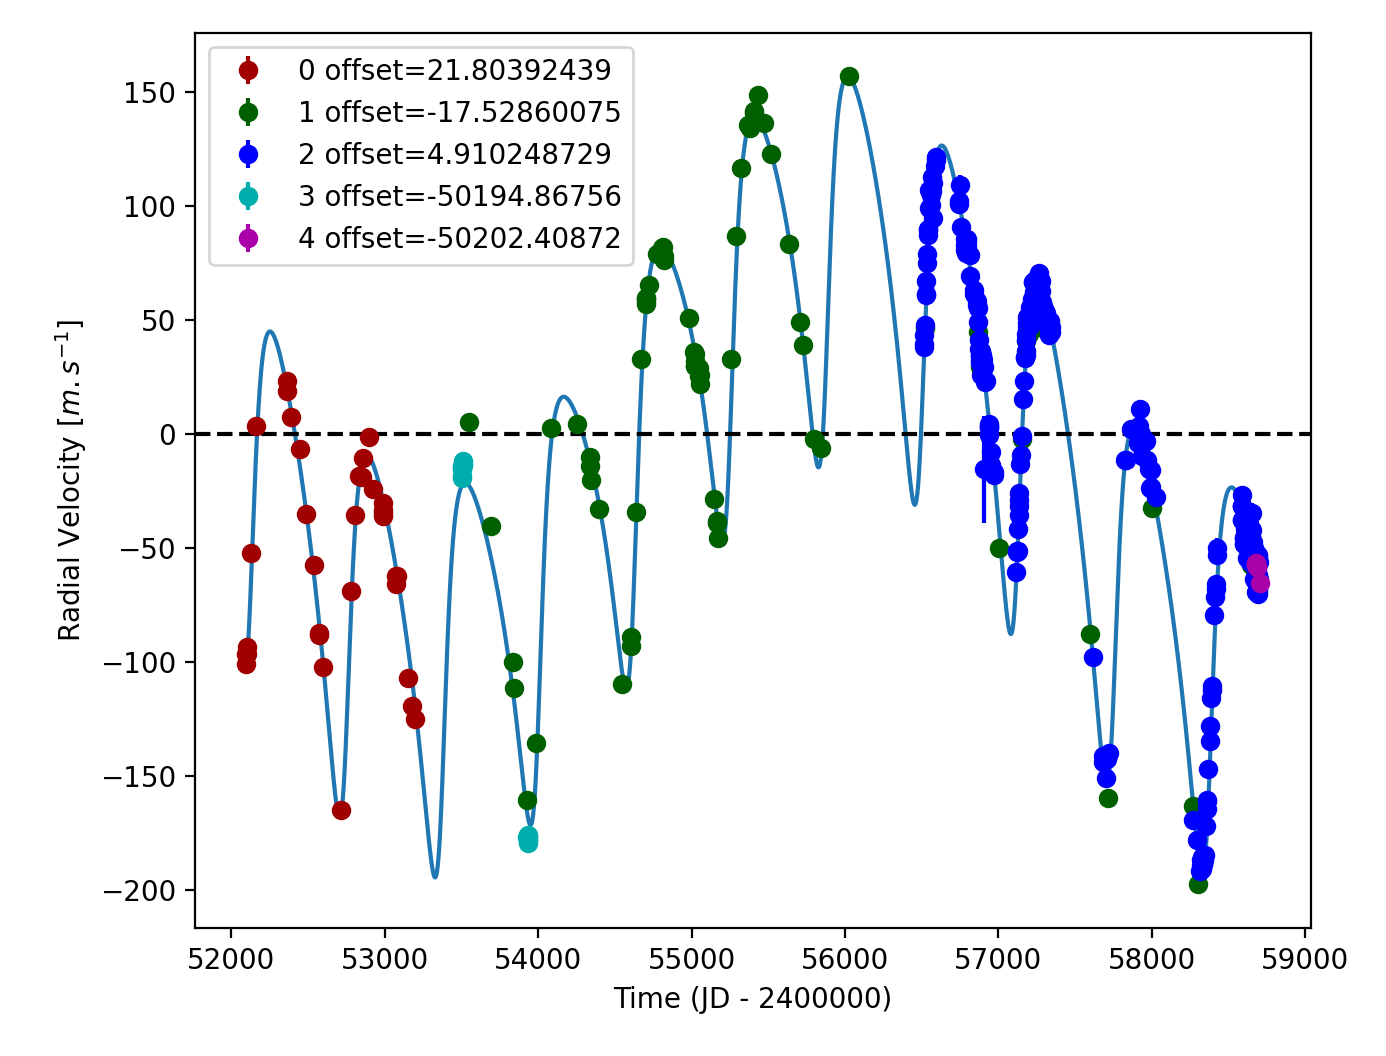 0 offset=21.80392439
1 offset=-17.52860075
2 offset=4.910248729
3 offset=-50194.86756
4 offset=-50202.40872
150
100
50
0
−50
−100
−150
−200
Radial Velocity [m.s⁻¹]
52000 53000 54000 55000 56000 57000 58000 59000
Time (JD - 2400000)